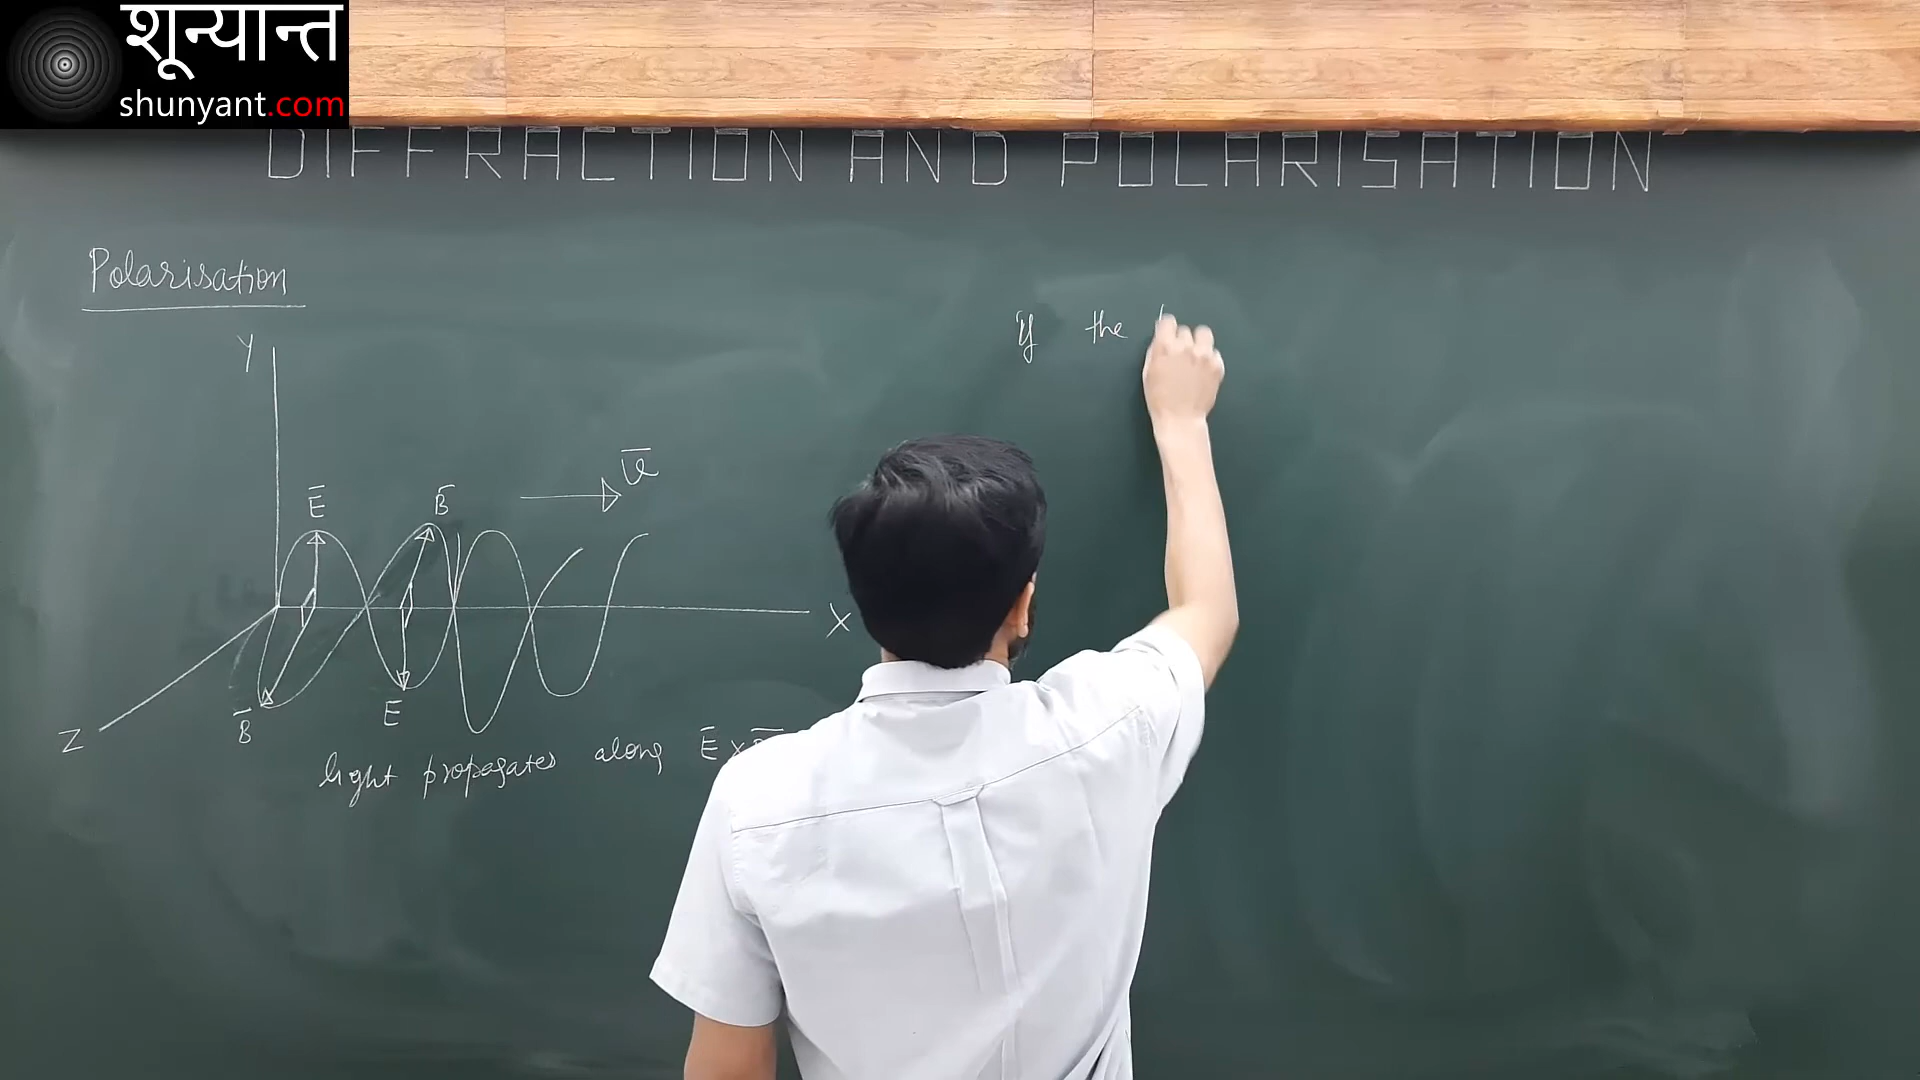 शून्यान्त
shunyant.com
DIFFRACTION AND POLARISATION
Polarisation
Y
if the
v̅
E̅
B̅
X
B̅
E̅
Z
light propagates along E̅ ×